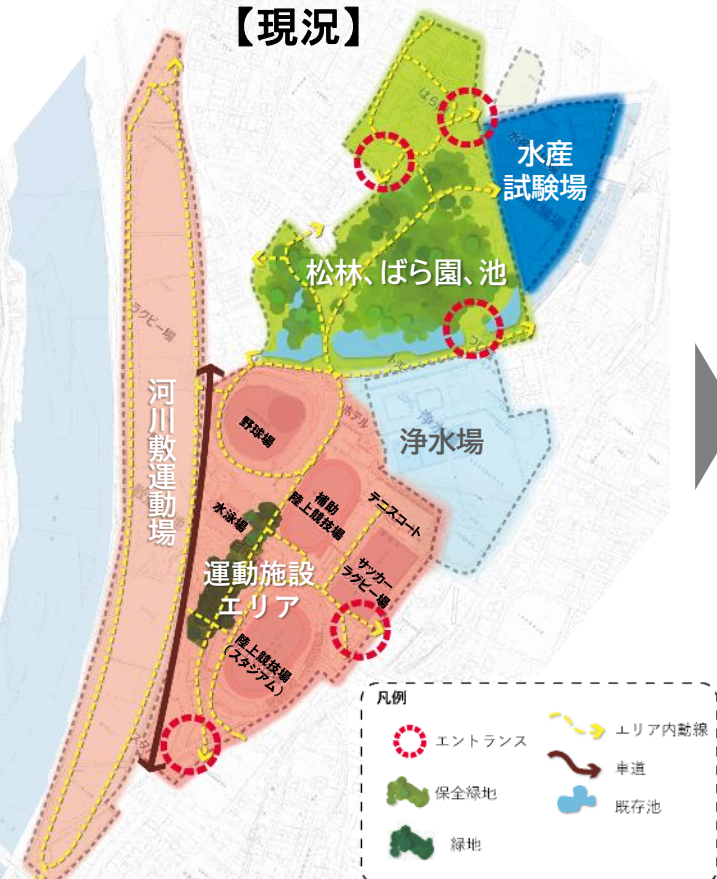 【現況】
水産
試験場
松林、ばら園、池
ラグビー場
河川敷運動場
ホテル
浄水場
野球場
水泳場
補助
陸上競技場
テニスコート
サッカー
ラグビー場
運動施設
エリア
陸上競技場
（スタジアム）
凡例
エントランス
エリア内動線
車道
保全緑地
既存池
緑地